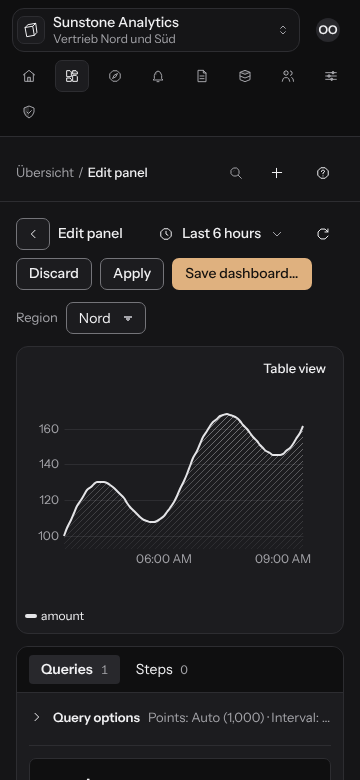 Sunstone Analytics
Vertrieb Nord und Süd
OO
Übersicht / Edit panel
Edit panel
Last 6 hours
Discard
Apply
Save dashboard...
Region
Nord
Table view
160
140
120
100
06:00 AM
09:00 AM
amount
Queries 1
Steps 0
Query options Points: Auto (1,000) · Interval: ...